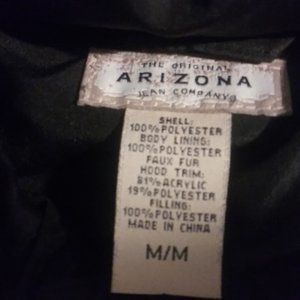 THE ORIGINAL
ARIZONA
JEAN COMPANY®
SHELL:
100% POLYESTER
BODY LINING:
100% POLYESTER
FAUX FUR
HOOD TRIM:
81% ACRYLIC
19% POLYESTER
FILLING:
100% POLYESTER
MADE IN CHINA
M/M